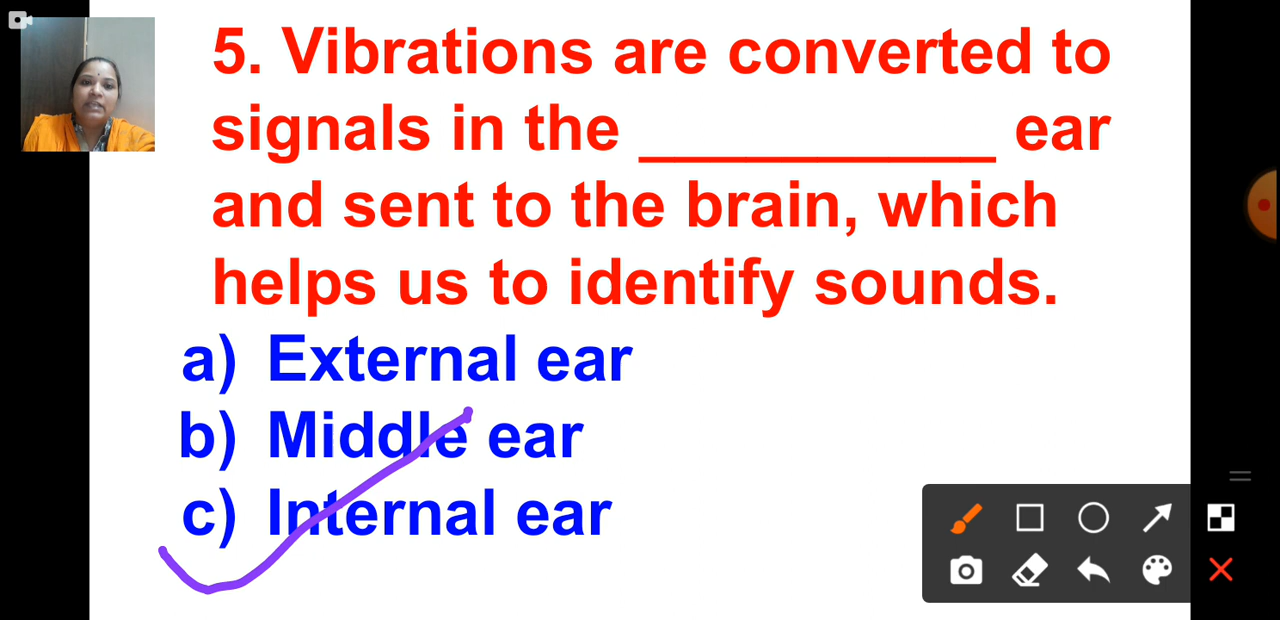 5. Vibrations are converted to
signals in the ___________ ear
and sent to the brain, which
helps us to identify sounds.
a) External ear
b) Middle ear
c) Internal ear